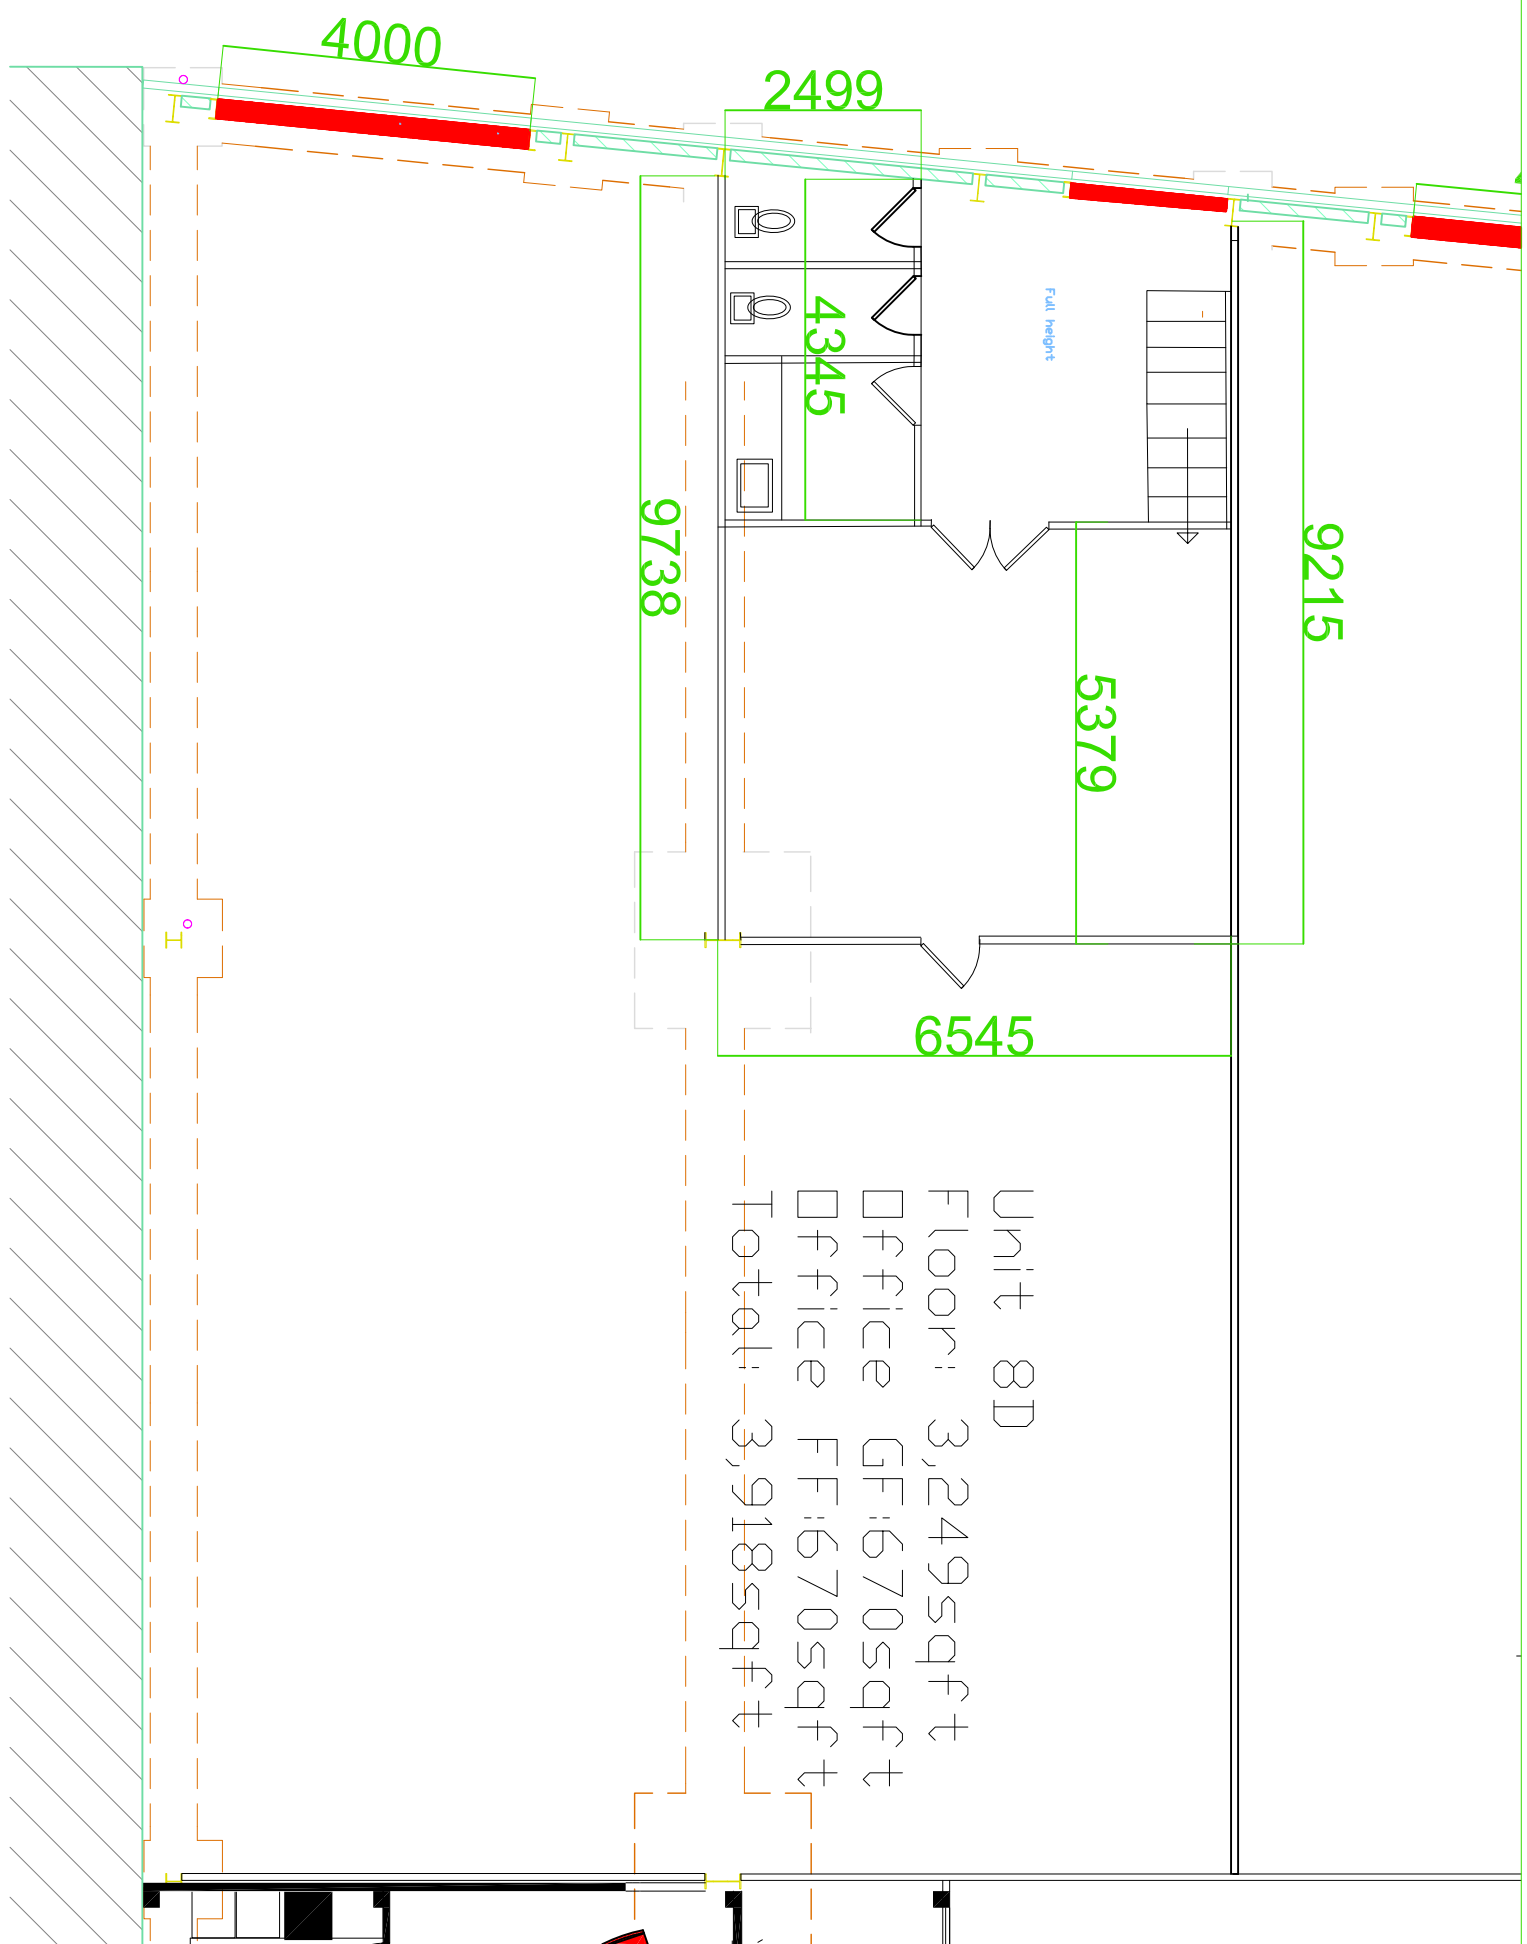 4000
2499
Full height
4345
9738
9215
5379
6545
Unit 8D
Floor: 3,249sqft
Office GF:670sqft
Office FF:670sqft
Total: 3,918sqft